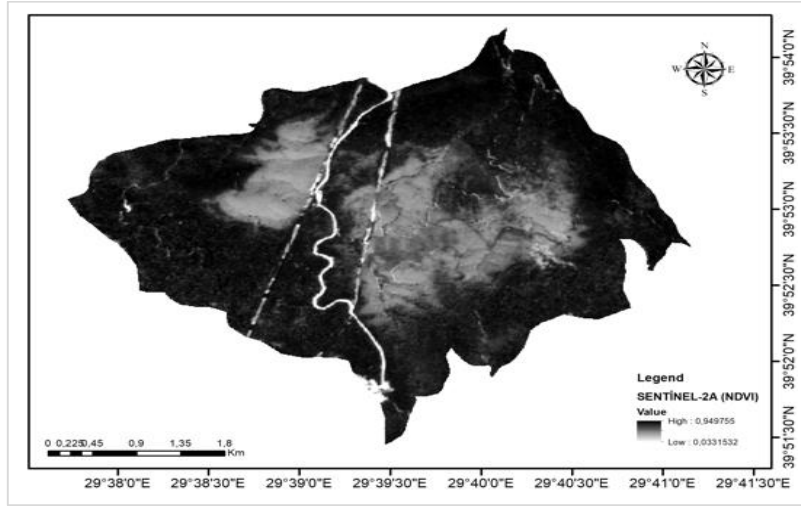 N
W E
S
39°54'0"N
39°53'30"N
39°53'0"N
39°52'30"N
39°52'0"N
39°51'30"N
Legend
SENTİNEL-2A (NDVI)
Value
High : 0,949755
Low : 0,0331532
0 0,225 0,45 0,9 1,35 1,8
Km
29°38'0"E 29°38'30"E 29°39'0"E 29°39'30"E 29°40'0"E 29°40'30"E 29°41'0"E 29°41'30"E